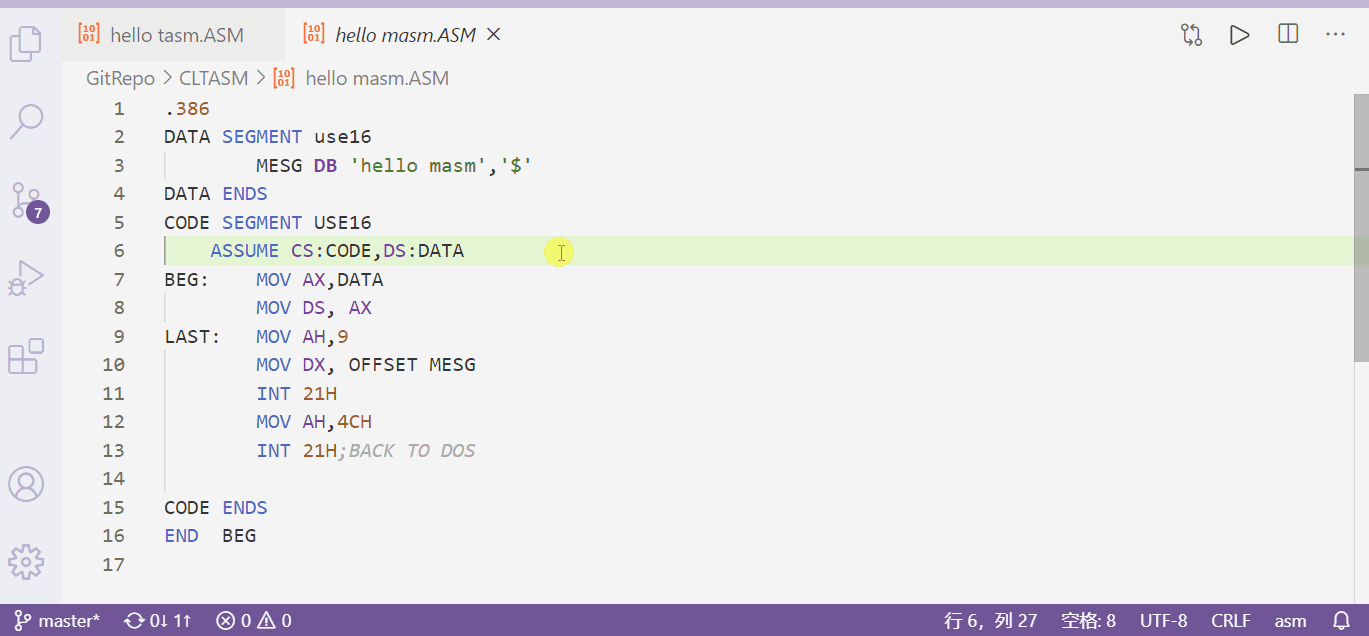 hello tasm.ASM hello masm.ASM
GitRepo > CLTASM > hello masm.ASM
1 .386
2 DATA SEGMENT use16
3 MESG DB 'hello masm','$'
4 DATA ENDS
5 CODE SEGMENT USE16
6 ASSUME CS:CODE,DS:DATA
7 BEG: MOV AX,DATA
8 MOV DS, AX
9 LAST: MOV AH,9
10 MOV DX, OFFSET MESG
11 INT 21H
12 MOV AH,4CH
13 INT 21H;BACK TO DOS
14
15 CODE ENDS
16 END BEG
17
7
master* 0↓ 1↑ 0 0 行 6，列 27 空格: 8 UTF-8 CRLF asm